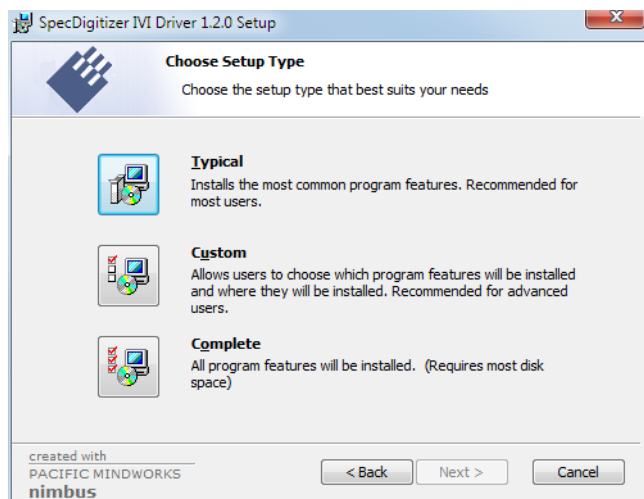 SpecDigitizer IVI Driver 1.2.0 Setup
Choose Setup Type
Choose the setup type that best suits your needs
Typical
Installs the most common program features. Recommended for
most users.
Custom
Allows users to choose which program features will be installed
and where they will be installed. Recommended for advanced
users.
Complete
All program features will be installed.  (Requires most disk
space)
created with
PACIFIC MINDWORKS
nimbus
< Back Next > Cancel